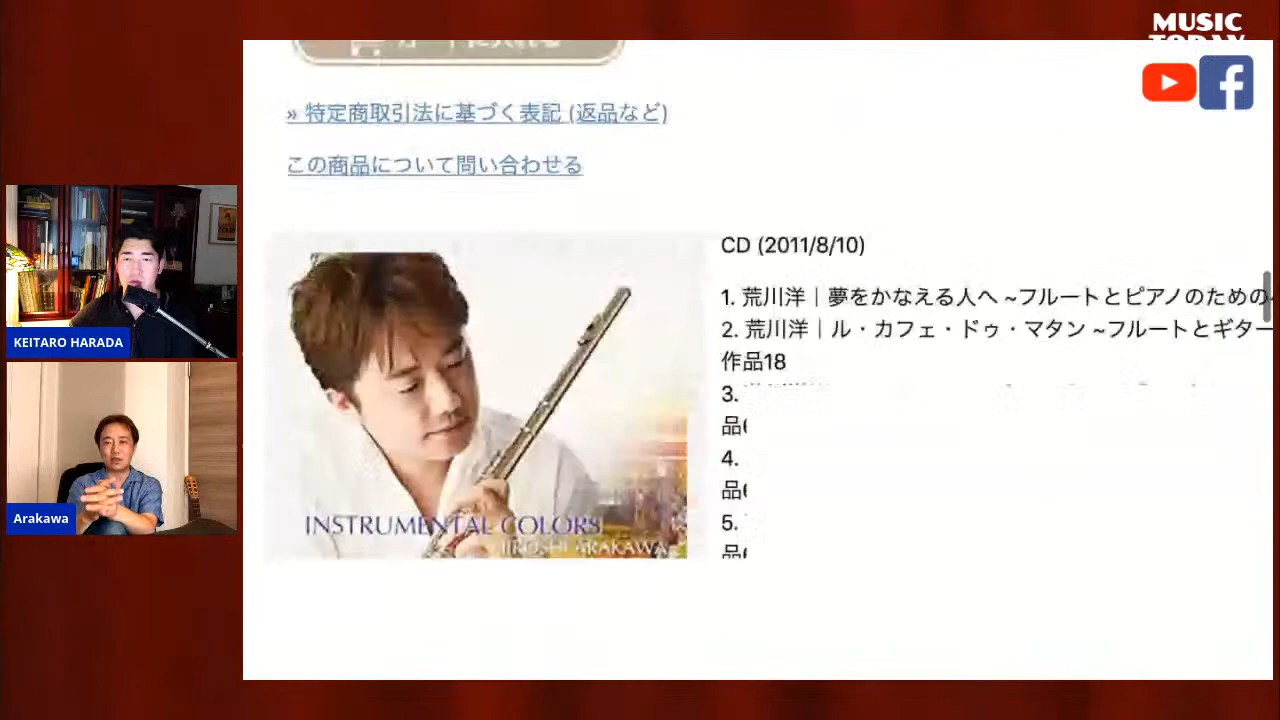 MUSIC
TODAY
» 特定商取引法に基づく表記 (返品など)
この商品について問い合わせる
CD (2011/8/10)
1. 荒川洋｜夢をかなえる人へ ~フルートとピアノのための
2. 荒川洋｜ル・カフェ・ドゥ・マタン ~フルートとギター
作品18
3.
品6
4.
品6
5.
品6
INSTRUMENTAL COLORS
HIROSHI ARAKAWA
KEITARO HARADA
Arakawa